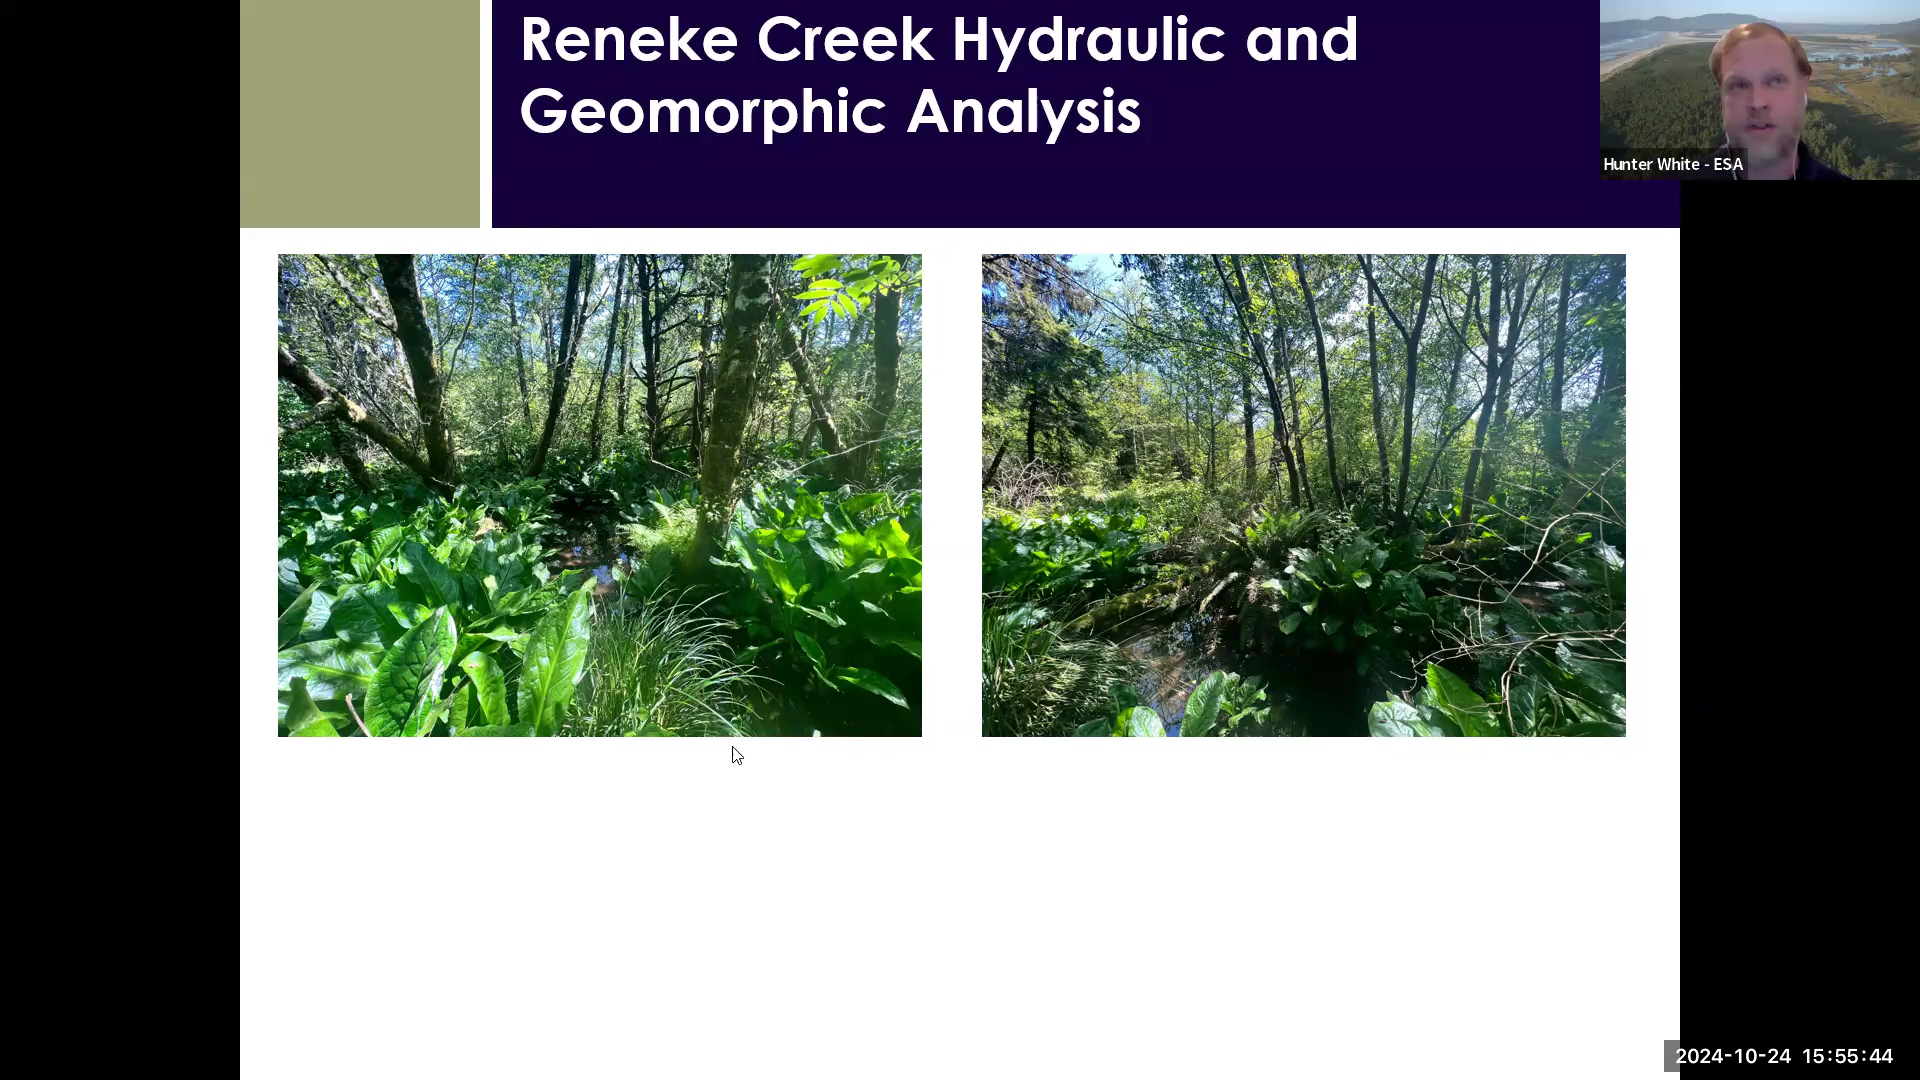 Reneke Creek Hydraulic and
Geomorphic Analysis
Hunter White - ESA
2024-10-24 15:55:44